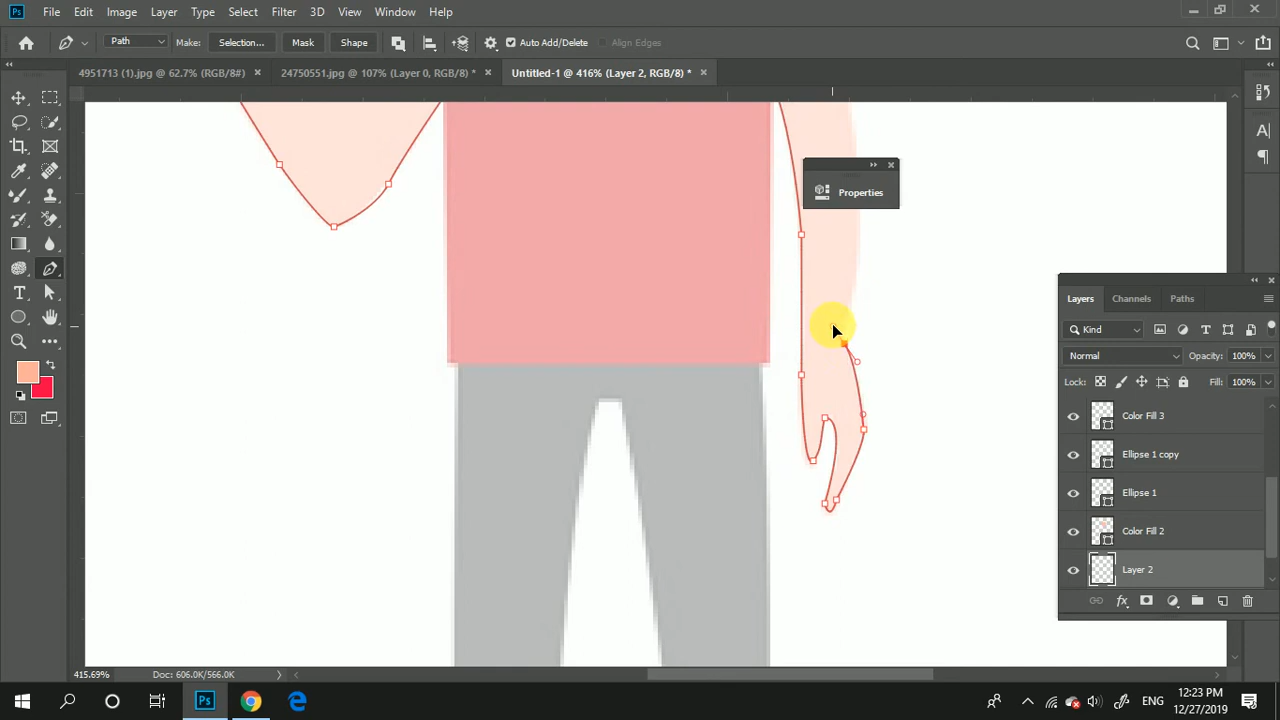 Ps File Edit Image Layer Type Select Filter 3D View Window Help
Path Make: Selection... Mask Shape Auto Add/Delete Align Edges
4951713 (1).jpg @ 62.7% (RGB/8#) 24750551.jpg @ 107% (Layer 0, RGB/8) * Untitled-1 @ 416% (Layer 2, RGB/8) *
Properties
Layers Channels Paths
Kind
Normal Opacity: 100%
Lock: Fill: 100%
Color Fill 3
Ellipse 1 copy
Ellipse 1
Color Fill 2
Layer 2
fx
415.69% Doc: 606.0K/566.0K
Ps ENG 12:23 PM
12/27/2019